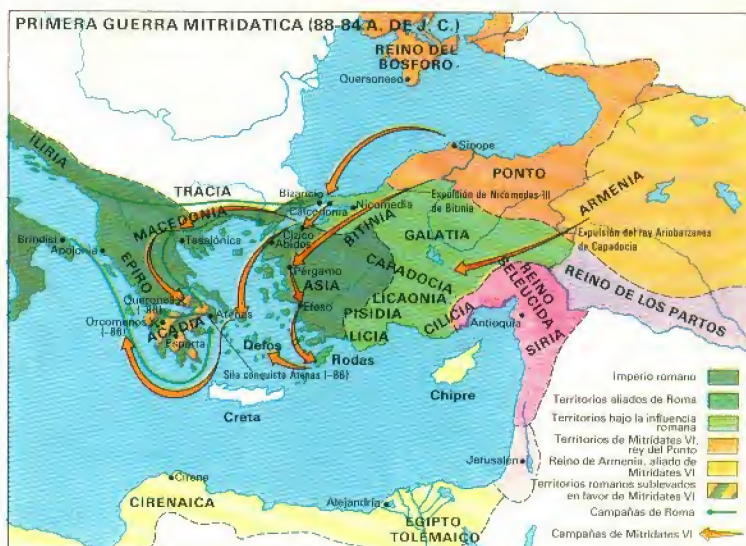 PRIMERA GUERRA MITRIDATICA (88-84 A. DE J. C.)
REINO DEL
BOSFORO
Quersoneso
ILIRIA
TRACIA
Sinope
PONTO
ARMENIA
Bizancio
Calcedonia
Nicomedia
Expulsión de Nicomedes III
de Bitinia
MACEDONIA
Tesalónica
Cízico
Abidos
BITINIA
GALATIA
Expulsión del rey Ariobarzanes
de Capadocia
Brindisi
Apolonia
EPIRO
Pérgamo
ASIA
CAPADOCIA
LICAONIA
REINO
SELEUCIDA
SIRIA
REINO DE LOS PARTOS
Queronea
(-86)
Orcomenos
(-86)
ACADIA
Atenas
Efeso
PISIDIA
LICIA
CILICIA
Antioquía
Esparta
Delos
Rodas
Sila conquista Atenas (-86)
Creta
Chipre
Jerusalén
Cirene
CIRENAICA
Alejandría
EGIPTO
TOLEMAICO
Imperio romano
Territorios aliados de Roma
Territorios bajo la influencia
romana
Territorios de Mitrídates VI,
rey del Ponto
Reino de Armenia, aliado de
Mitrídates VI
Territorios romanos sublevados
en favor de Mitrídates VI
Campañas de Roma
Campañas de Mitrídates VI